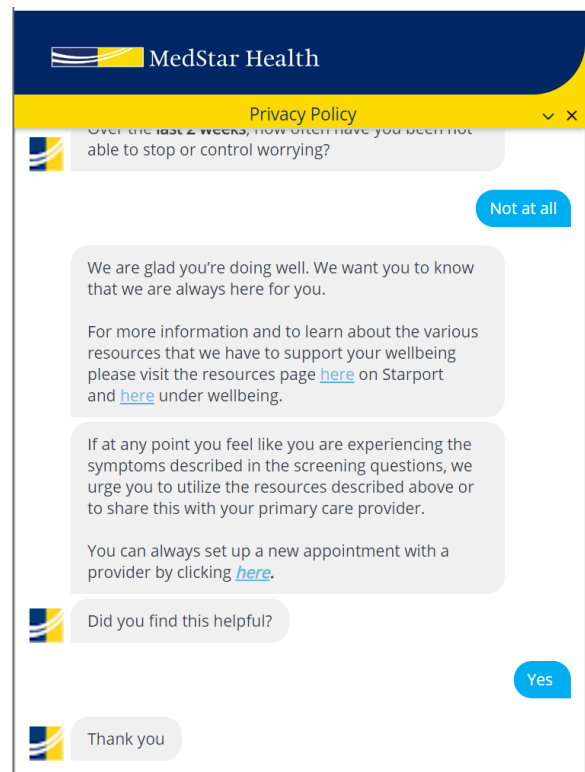 MedStar Health
Privacy Policy
Over the last 2 weeks, how often have you been not
able to stop or control worrying?
Not at all
We are glad you’re doing well. We want you to know
that we are always here for you.
For more information and to learn about the various
resources that we have to support your wellbeing
please visit the resources page here on Starport
and here under wellbeing.
If at any point you feel like you are experiencing the
symptoms described in the screening questions, we
urge you to utilize the resources described above or
to share this with your primary care provider.
You can always set up a new appointment with a
provider by clicking here.
Did you find this helpful?
Yes
Thank you